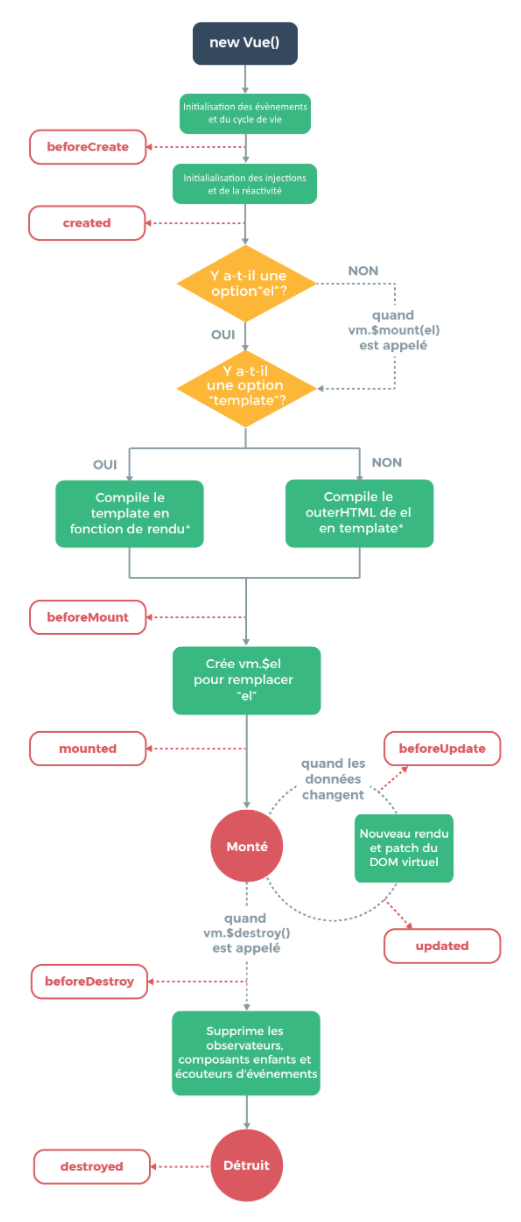 new Vue()
Initialisation des évènements
et du cycle de vie
beforeCreate
Initialialisation des injections
et de la réactivité
created
Y a-t-il une
option“el”?
NON
quand
vm.$mount(el)
est appelé
OUI
Y a-t-il
une option
“template”?
OUI
NON
Compile le
template en
fonction de rendu*
Compile le
outerHTML de el
en template*
beforeMount
Crée vm.$el
pour remplacer
“el”
mounted
quand les
données
changent
beforeUpdate
Monté
Nouveau rendu
et patch du
DOM virtuel
updated
quand
vm.$destroy()
est appelé
beforeDestroy
Supprime les
observateurs,
composants enfants et
écouteurs d'événements
destroyed
Détruit